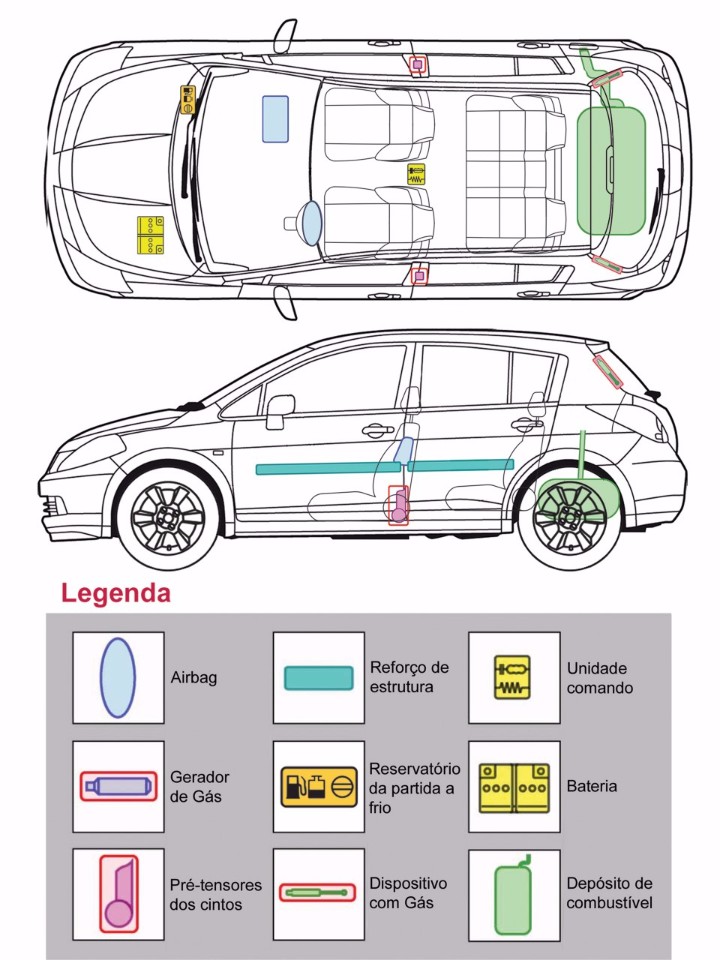 Legenda
Airbag
Reforço de
estrutura
Unidade
comando
Gerador
de Gás
Reservatório
da partida a
frio
Bateria
Pré-tensores
dos cintos
Dispositivo
com Gás
Depósito de
combustível